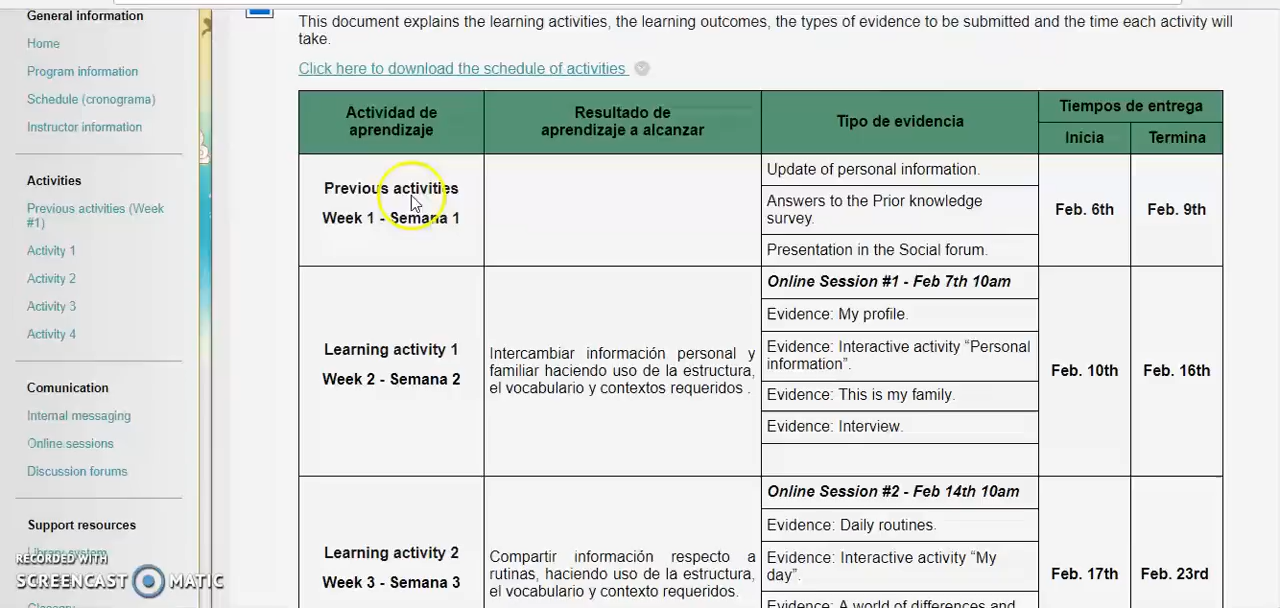 General information
Home
Program information
Schedule (cronograma)
Instructor information
Activities
Previous activities (Week
#1)
Activity 1
Activity 2
Activity 3
Activity 4
Comunication
Internal messaging
Online sessions
Discussion forums
Support resources
Library system
Glossary
RECORDED WITH
SCREENCAST MATIC
This document explains the learning activities, the learning outcomes, the types of evidence to be submitted and the time each activity will
take.
Click here to download the schedule of activities
Actividad de
aprendizaje
Resultado de
aprendizaje a alcanzar
Tipo de evidencia
Tiempos de entrega
Inicia
Termina
Previous activities
Week 1 - Semana 1
Update of personal information.
Answers to the Prior knowledge
survey.
Presentation in the Social forum.
Feb. 6th
Feb. 9th
Learning activity 1
Week 2 - Semana 2
Intercambiar información personal y
familiar haciendo uso de la estructura,
el vocabulario y contextos requeridos .
Online Session #1 - Feb 7th 10am
Evidence: My profile.
Evidence: Interactive activity “Personal
information”.
Evidence: This is my family.
Evidence: Interview.
Feb. 10th
Feb. 16th
Learning activity 2
Week 3 - Semana 3
Compartir información respecto a
rutinas, haciendo uso de la estructura,
el vocabulario y contexto requeridos.
Online Session #2 - Feb 14th 10am
Evidence: Daily routines.
Evidence: Interactive activity “My
day”.
Evidence: A world of differences and
Feb. 17th
Feb. 23rd